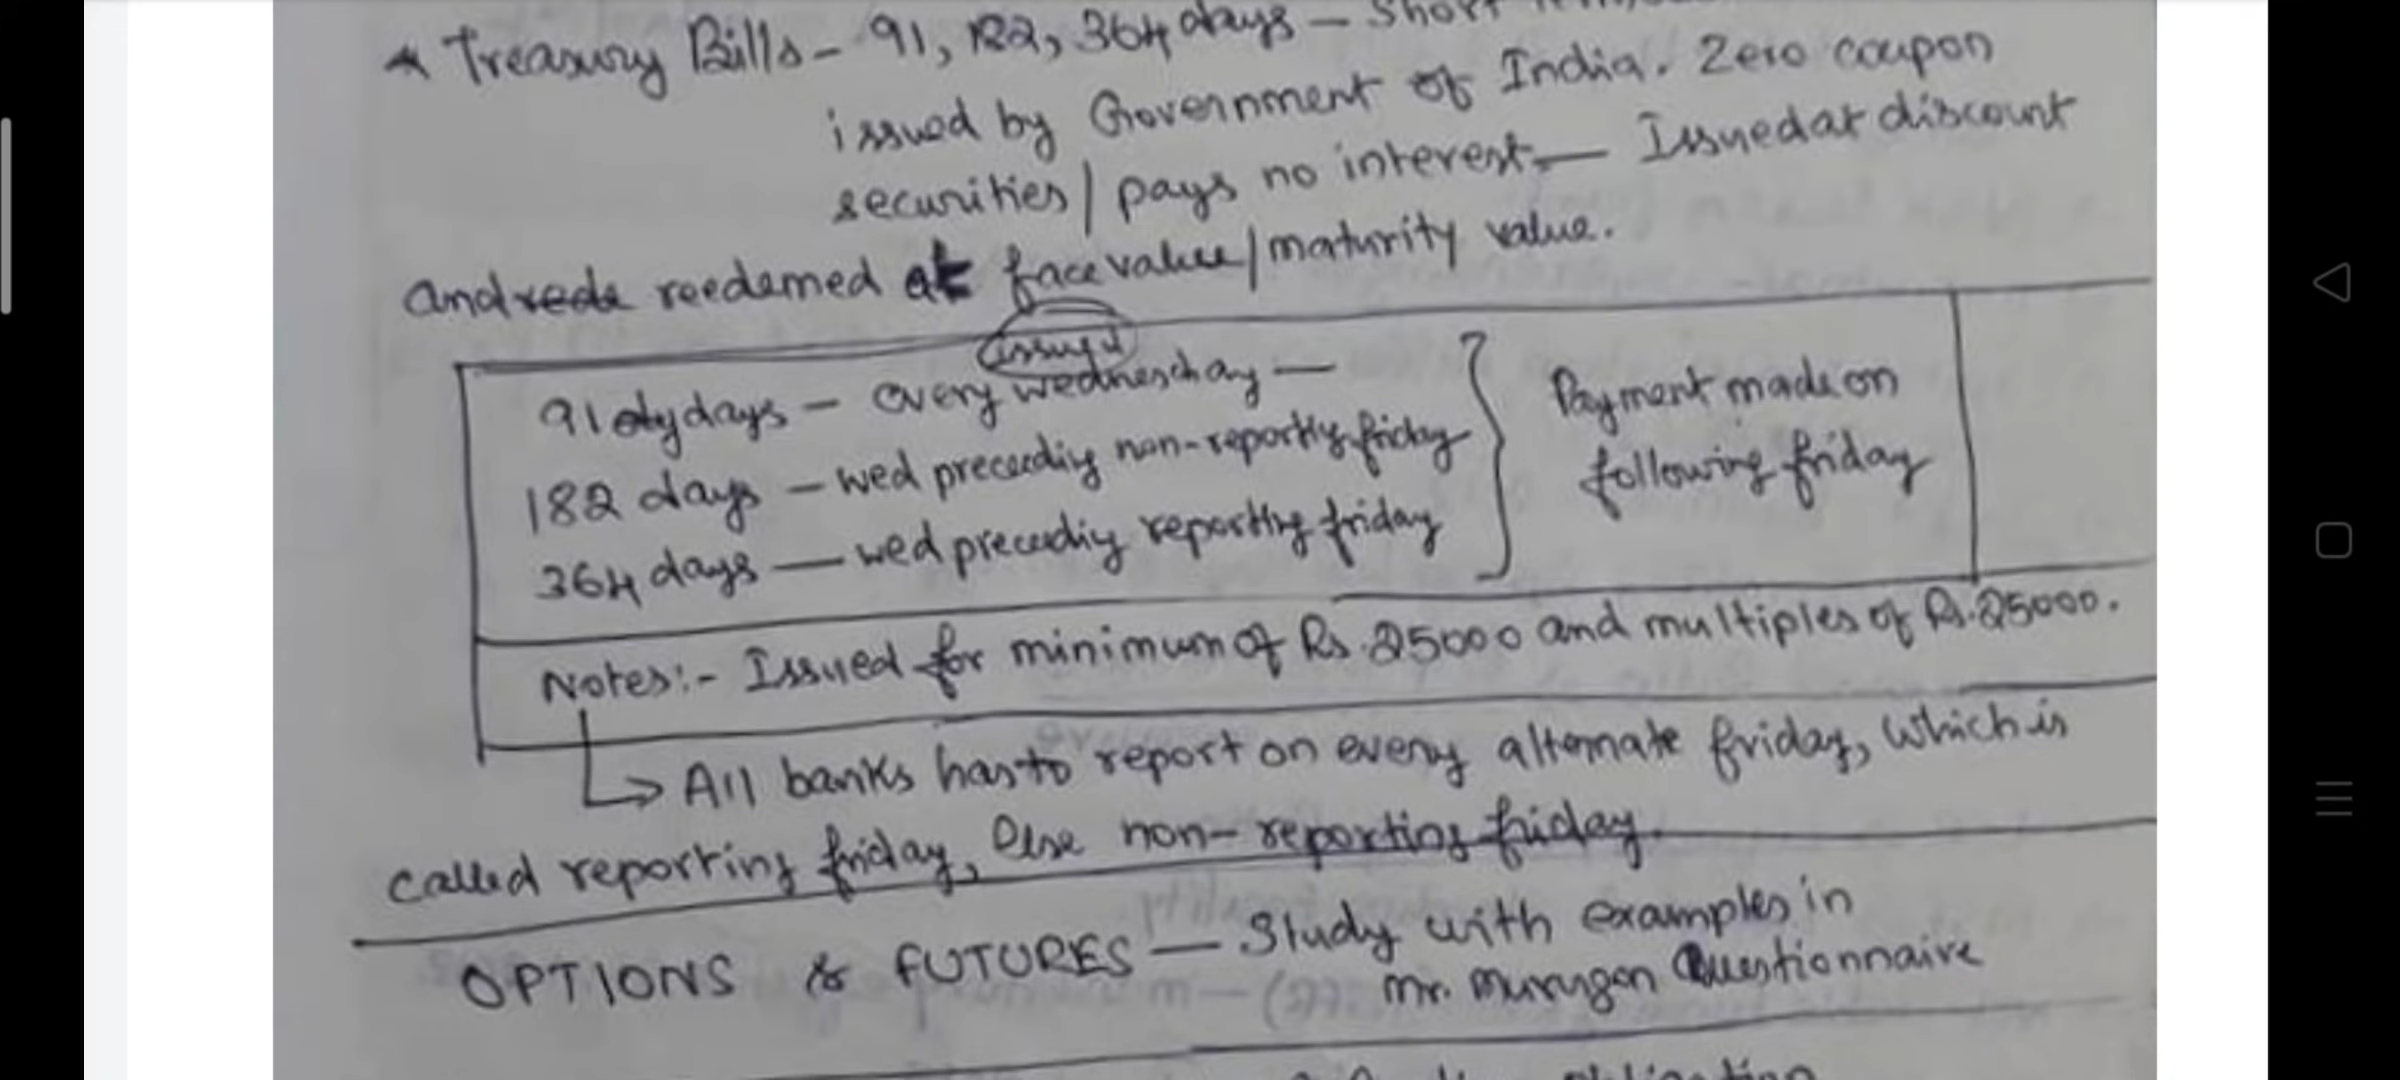 * Treasury Bills - 91, 182, 364 days - Short
issued by Government of India. Zero coupon
securities/ pays no interest - Issued at discount
and reedemed at face value/maturity value.
issued
91 days - every wednesday -
182 days - wed preceeding non-reporting friday
364 days - wed preceeding reporting friday
Payment made on
following friday
Notes:- Issued for minimum of Rs.25000 and multiples of Rs.25000.
→ All banks has to report on every alternate friday, which is
called reporting friday, Else non-reporting friday.
OPTIONS & FUTURES - Study with examples in
Mr. Murugan Questionnaire